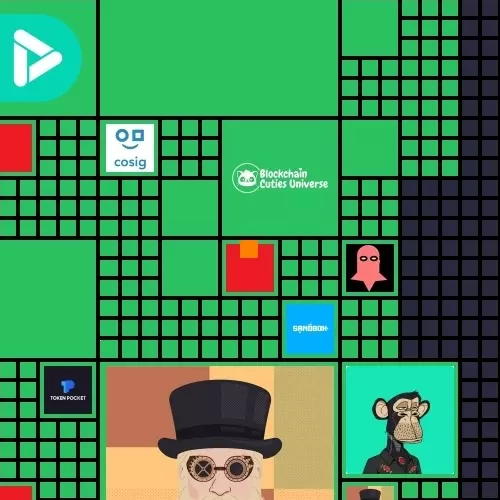 cosig
Blockchain
Cuties Universe
SANDBOX
TOKEN POCKET